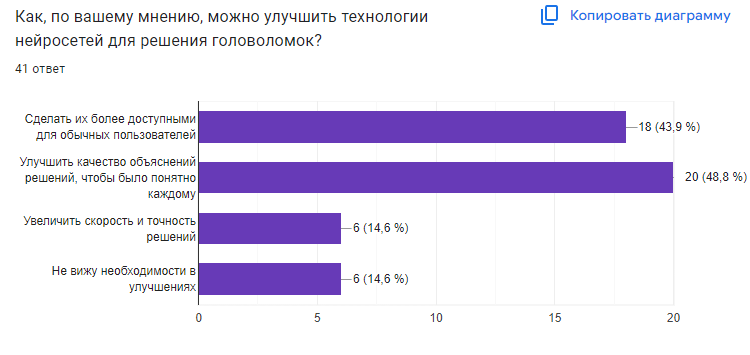 Как, по вашему мнению, можно улучшить технологии
нейросетей для решения головоломок?
Копировать диаграмму
41 ответ
Сделать их более доступными
для обычных пользователей
18 (43,9 %)
Улучшить качество объяснений
решений, чтобы было понятно
каждому
20 (48,8 %)
Увеличить скорость и точность
решений
6 (14,6 %)
Не вижу необходимости в
улучшениях
6 (14,6 %)
0 5 10 15 20